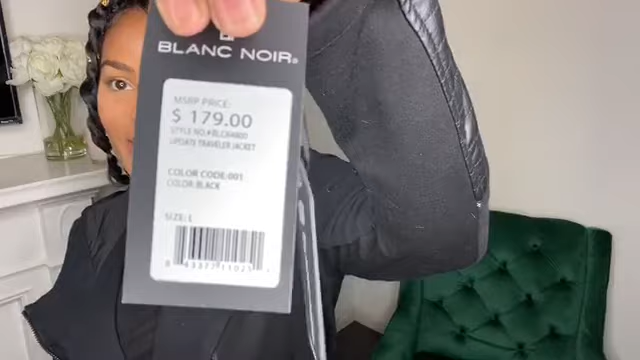 BLANC NOIR®
MSRP PRICE:
$ 179.00
UPDATE TRAVELER JACKET
COLOR CODE:001
COLOR: BLACK
SIZE: L